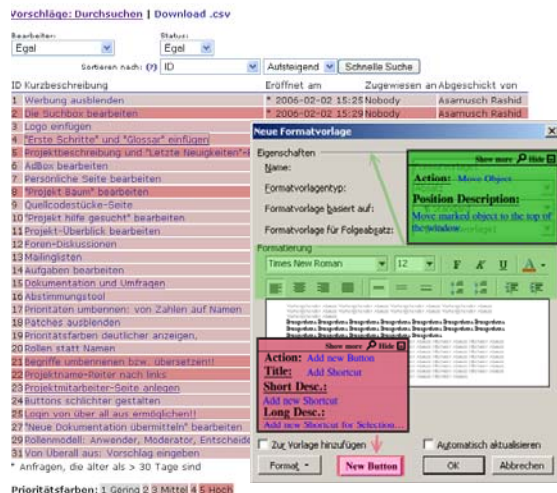 Vorschläge: Durchsuchen | Download .csv
Bearbeiter: Status:
Egal Egal
Sortieren nach: (?) ID Aufsteigend Schnelle Suche
ID Kurzbeschreibung Eröffnet am Zugewiesen an Abgeschickt von
1 Werbung ausblenden * 2006-02-02 15:25 Nobody Asarnusch Rashid
2 Die Suchbox bearbeiten * 2006-02-02 15:29 Nobody Asarnusch Rashid
3 Logo einfügen
4 "Erste Schritte" und "Glossar" einfügen
5 Projektbeschreibung und "Letzte Neuigkeiten"-
6 AdBox bearbeiten
7 Persönliche Seite bearbeiten
8 "Projekt Baum" bearbeiten
9 Quellcodestücke-Seite
10 "Projekt hilfe gesucht" bearbeiten
11 Projekt-Überblick bearbeiten
12 Foren-Diskussionen
13 Mailinglisten
14 Aufgaben bearbeiten
15 Dokumentation und Umfragen
16 Abstimmungstool
17 Prioritäten umbennen: von Zahlen auf Namen
18 Patches ausblenden
19 Prioritätsfarben deutlicher anzeigen,
20 Rollen statt Namen
21 Begriffe umbennenen bzw. übersetzen!!
22 Projektname-Reiter nach links
23 Projektmitarbeiter-Seite anlegen
24 Buttons schlichter gestalten
25 Login von über all aus ermöglichen!!
27 "Neue Dokumentation übermitteln" bearbeiten
29 Rollenmodell: Anwender, Moderator, Entscheide
31 Von Überall aus: Vorschlag eingeben
* Anfragen, die älter als > 30 Tage sind
Prioritätsfarben: 1 Gering 2 3 Mittel 4 5 Hoch
Neue Formatvorlage
Eigenschaften
Name:
Formatvorlagentyp:
Formatvorlage basiert auf:
Formatvorlage für Folgeabsatz:
Show more Hide
Action: Move Object
Position Description:
Move marked object to the top of
the window.
Formatierung
Times New Roman 12 F K U A
Show more Hide
Action: Add new Button
Title: Add Shortcut
Short Desc.:
Add new Shortcut
Long Desc.:
Add new Shortcut for Selection...
Zur Vorlage hinzufügen Automatisch aktualisieren
Format New Button OK Abbrechen